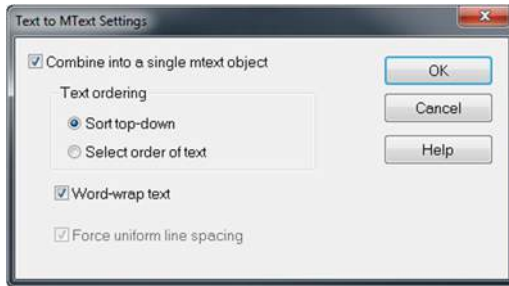 Text to MText Settings
Combine into a single mtext object
OK
Text ordering
Cancel
Sort top-down
Select order of text
Help
Word-wrap text
Force uniform line spacing